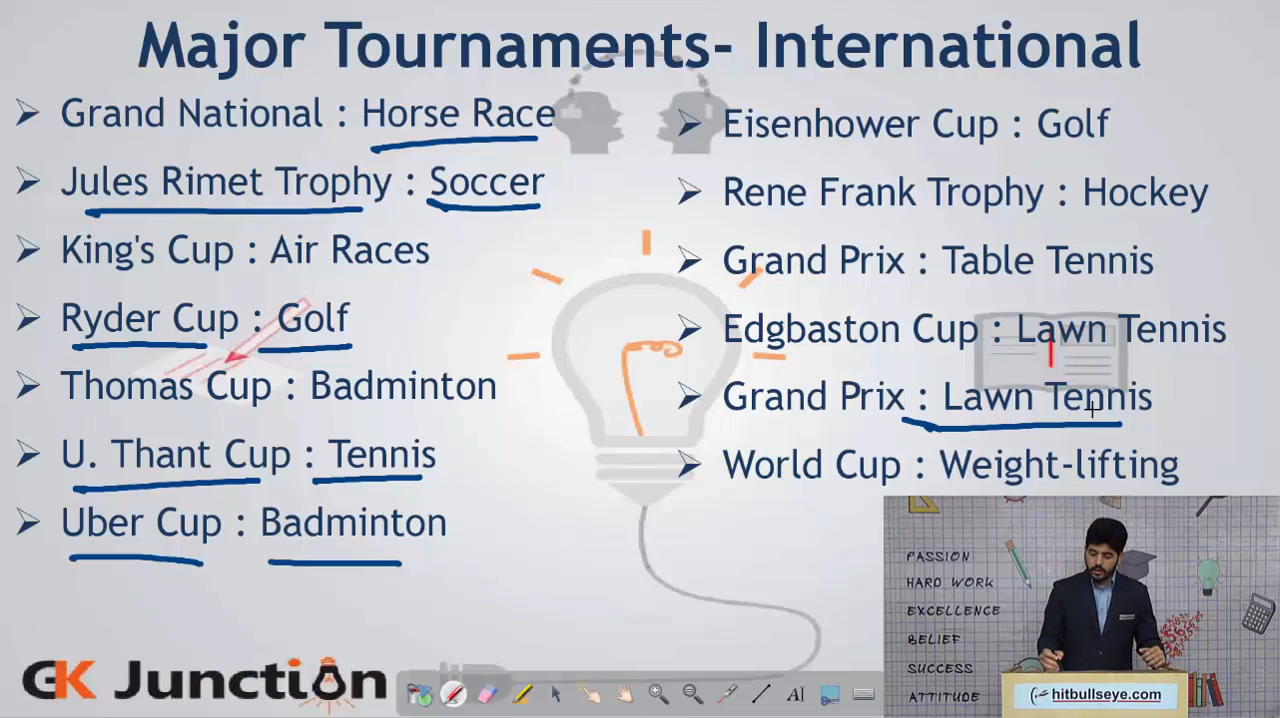 Major Tournaments- International
Grand National : Horse Race
Jules Rimet Trophy : Soccer
King's Cup : Air Races
Ryder Cup : Golf
Thomas Cup : Badminton
U. Thant Cup : Tennis
Uber Cup : Badminton
Eisenhower Cup : Golf
Rene Frank Trophy : Hockey
Grand Prix : Table Tennis
Edgbaston Cup : Lawn Tennis
Grand Prix : Lawn Tennis
World Cup : Weight-lifting
PASSION
HARD WORK
EXCELLENCE
BELIEF
SUCCESS
ATTITUDE
hitbullseye.com
GK Junction
AI